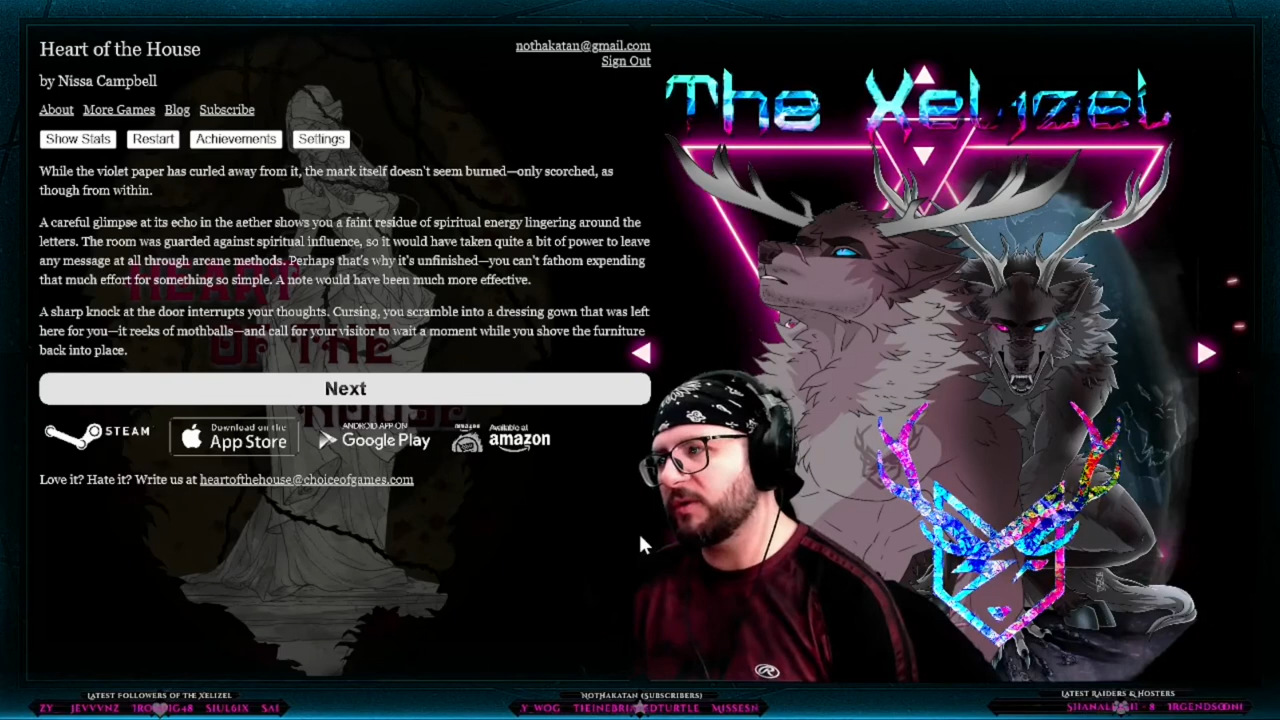 Heart of the House
nothakatan@gmail.com
Sign Out
by Nissa Campbell
About More Games Blog Subscribe
Show Stats Restart Achievements Settings
While the violet paper has curled away from it, the mark itself doesn't seem burned—only scorched, as
though from within.
A careful glimpse at its echo in the aether shows you a faint residue of spiritual energy lingering around the
letters. The room was guarded against spiritual influence, so it would have taken quite a bit of power to leave
any message at all through arcane methods. Perhaps that's why it's unfinished—you can't fathom expending
that much effort for something so simple. A note would have been much more effective.
A sharp knock at the door interrupts your thoughts. Cursing, you scramble into a dressing gown that was left
here for you—it reeks of mothballs—and call for your visitor to wait a moment while you shove the furniture
back into place.
Next
STEAM
Download on the
App Store
ANDROID APP ON
Google Play
Available at
amazon
Love it? Hate it? Write us at heartofthehouse@choiceofgames.com
HEART
OF THE
HOUSE
The Xelizel
Latest Followers of The Xelizel
NotHakatan (Subscribers)
MISSESN
Latest Raiders & Hosters